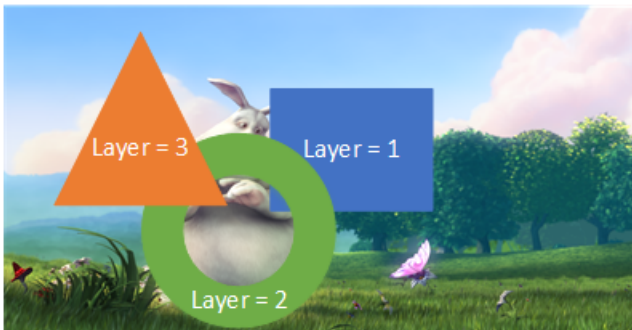 Layer = 3
Layer = 1
Layer = 2